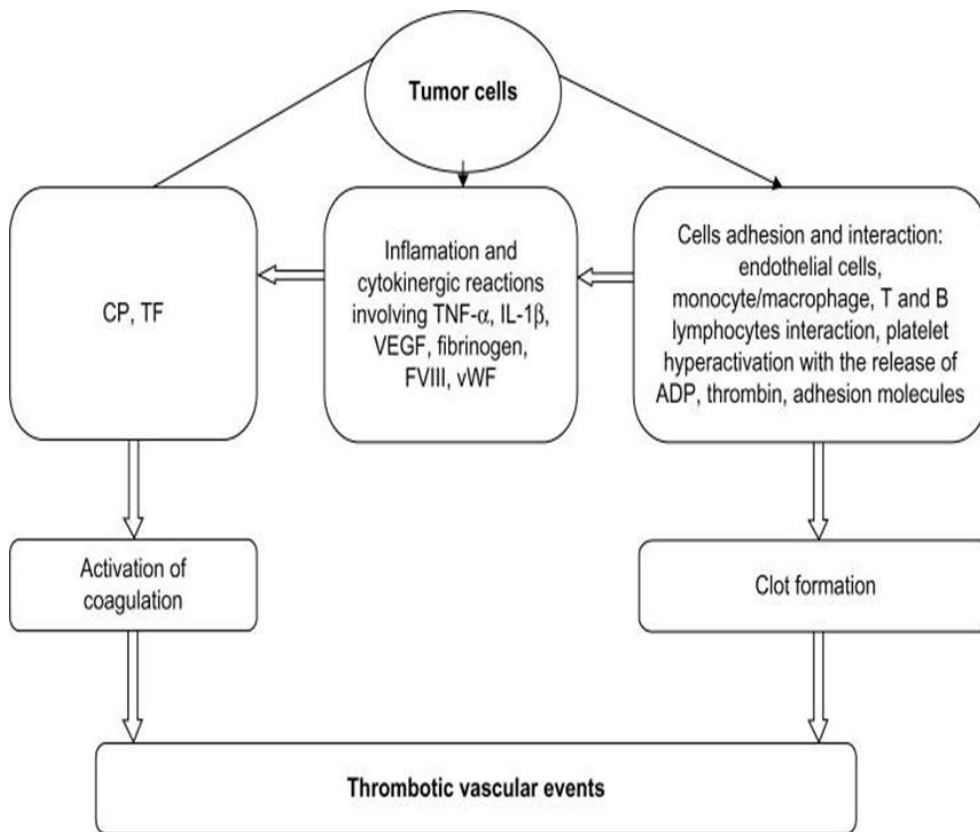 Tumor cells
CP, TF
Inflamation and
cytokinergic reactions
involving TNF-α, IL-1β,
VEGF, fibrinogen,
FVIII, vWF
Cells adhesion and interaction:
endothelial cells,
monocyte/macrophage, T and B
lymphocytes interaction, platelet
hyperactivation with the release of
ADP, thrombin, adhesion molecules
Activation of
coagulation
Clot formation
Thrombotic vascular events